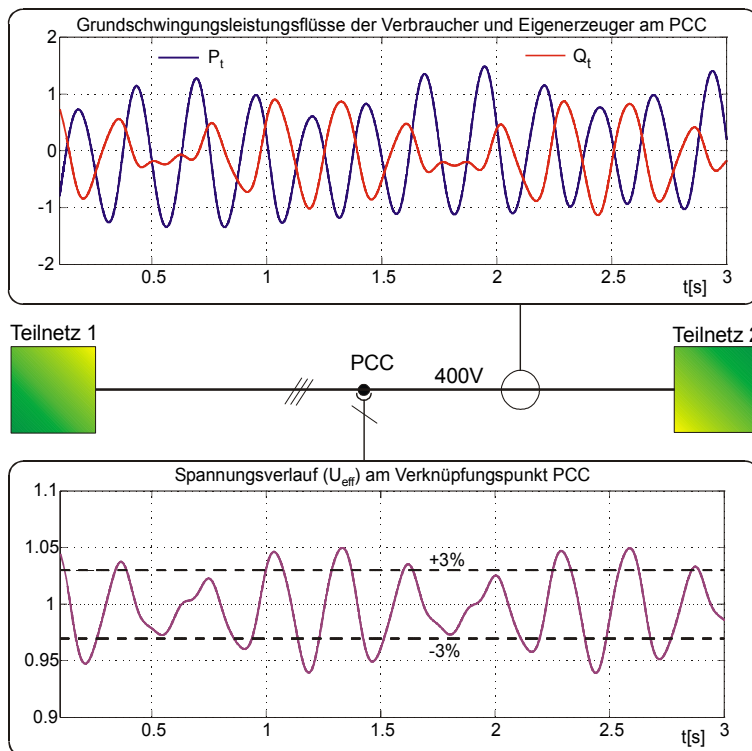 Grundschwingungsleistungsflüsse der Verbraucher und Eigenerzeuger am PCC
2
P_t
Q_t
1
0
-1
-2
0.5
1
1.5
2
2.5
3
t[s]
Teilnetz 1
PCC
400V
Teilnetz 2
Spannungsverlauf (U_eff) am Verknüpfungspunkt PCC
1.1
1.05
+3%
1
-3%
0.95
0.9
0.5
1
1.5
2
2.5
3
t[s]